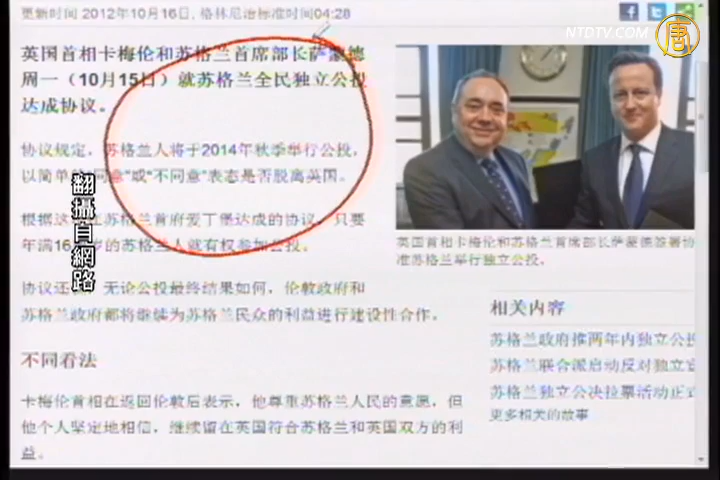 更新时间 2012年10月16日, 格林尼治标准时间04:28
NTDTV.COM
唐
英国首相卡梅伦和苏格兰首席部长萨蒙德
周一（10月15日）就苏格兰全民独立公投
达成协议。
协议规定，苏格兰人将于2014年秋季举行公投，
以简单 同意"或"不同意"表态是否脱离英国。
根据 在苏格兰首府爱丁堡达成的协议，只要
年满16 岁的苏格兰人就有权参加公投。
协议还 无论公投最终结果如何，伦敦政府和
苏格兰政府都将继续为苏格兰民众的利益进行建设性合作。
不同看法
卡梅伦首相在返回伦敦后表示，他尊重苏格兰人民的意愿，但
他个人坚定地相信，继续留在英国符合苏格兰和英国双方的利
益。
翻攝自網路
英国首相卡梅伦和苏格兰首席部长萨蒙德签署协
准苏格兰举行独立公投。
相关内容
苏格兰政府推两年内独立公投
苏格兰联合派启动反对独立宣
苏格兰独立公决拉票活动正式
更多相关的故事